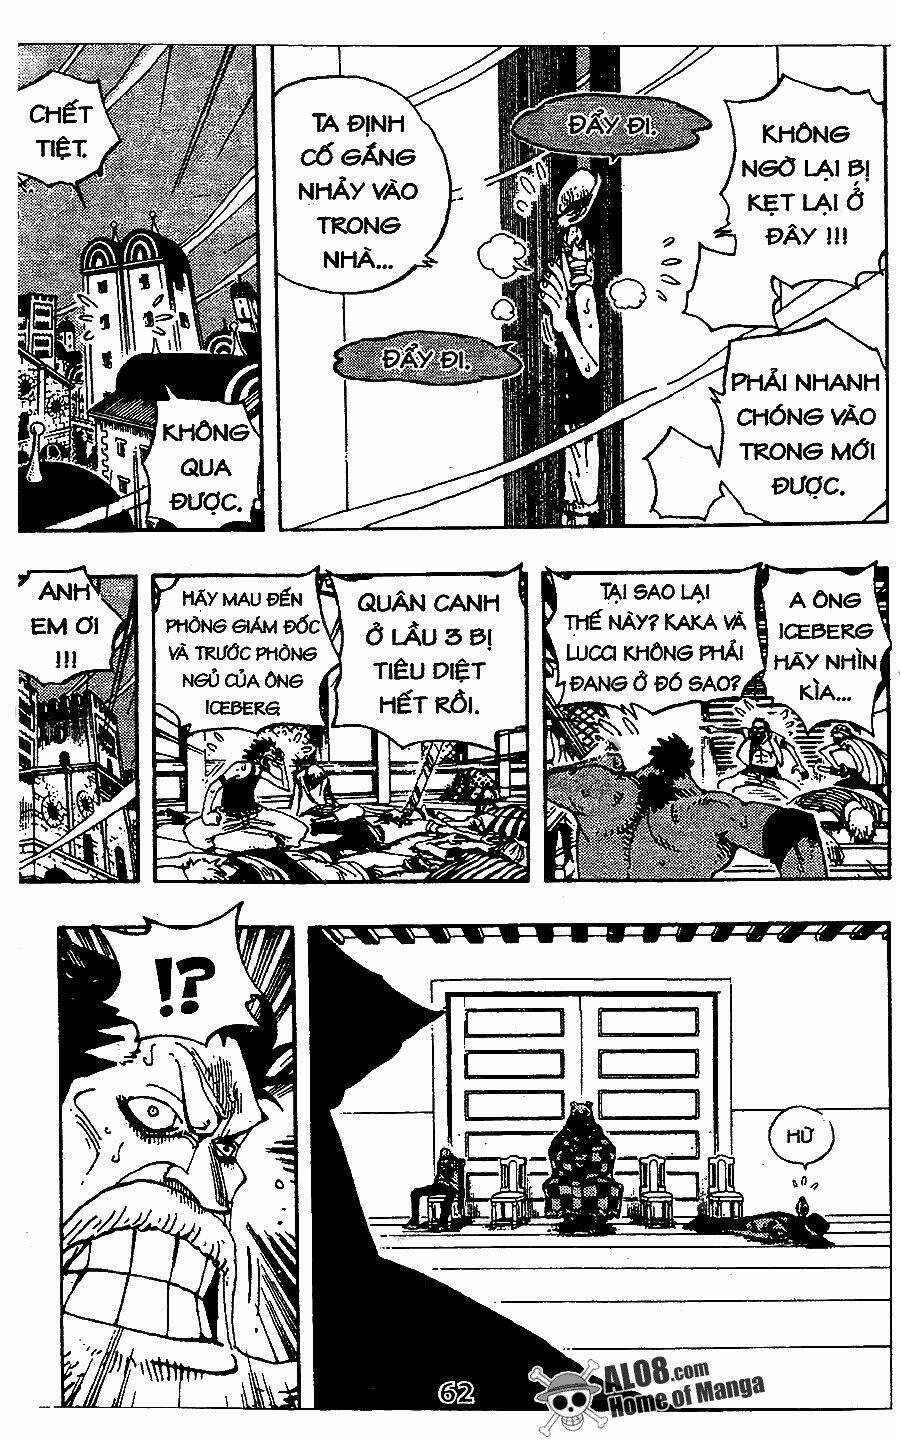 KHÔNG
NGỜ LẠI BỊ
KẸT LẠI Ở
ĐÂY !!!
ĐẨY ĐI.
TA ĐỊNH
CỐ GẮNG
NHẢY VÀO
TRONG
NHÀ...
ĐẨY ĐI.
PHẢI NHANH
CHÓNG VÀO
TRONG MỚI
ĐƯỢC.
CHẾT
TIỆT.
KHÔNG
QUA
ĐƯỢC.
A ÔNG
ICEBERG
HÃY NHÌN
KÌA...
TẠI SAO LẠI
THẾ NÀY? KAKA VÀ
LUCCI KHÔNG PHẢI
ĐANG Ở ĐÓ SAO?
QUÂN CANH
Ở LẦU 3 BỊ
TIÊU DIỆT
HẾT RỒI.
HÃY MAU ĐẾN
PHÒNG GIÁM ĐỐC
VÀ TRƯỚC PHÒNG
NGỦ CỦA ÔNG
ICEBERG
ANH
EM ƠI
!!!
HỪ
!?
62
AL08.com
Home of Manga